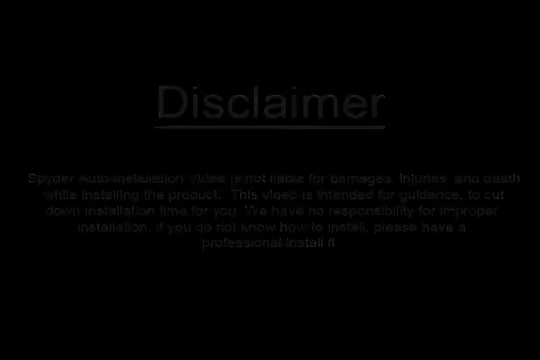 Disclaimer
Spyder Auto Installation Video is not liable for damages, injuries, and death
while installing the product. This Video is intended for guidance, to cut
down installation time for you. We have no responsibility for improper
installation, if you do not know how to install, please have a
professional install it